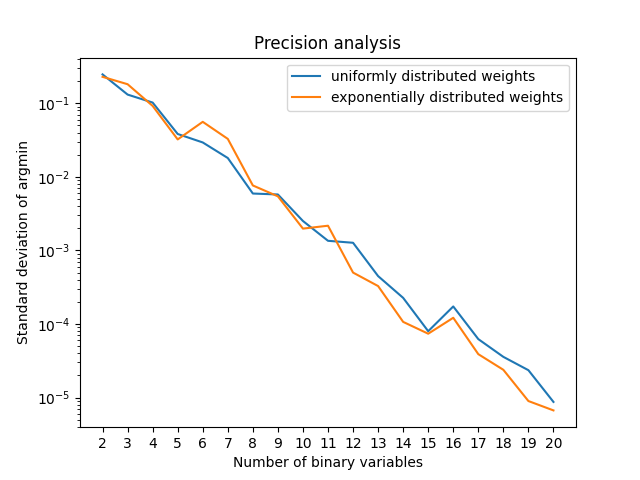 Precision analysis
uniformly distributed weights
exponentially distributed weights
Standard deviation of argmin
10⁻¹
10⁻²
10⁻³
10⁻⁴
10⁻⁵
2 3 4 5 6 7 8 9 10 11 12 13 14 15 16 17 18 19 20
Number of binary variables